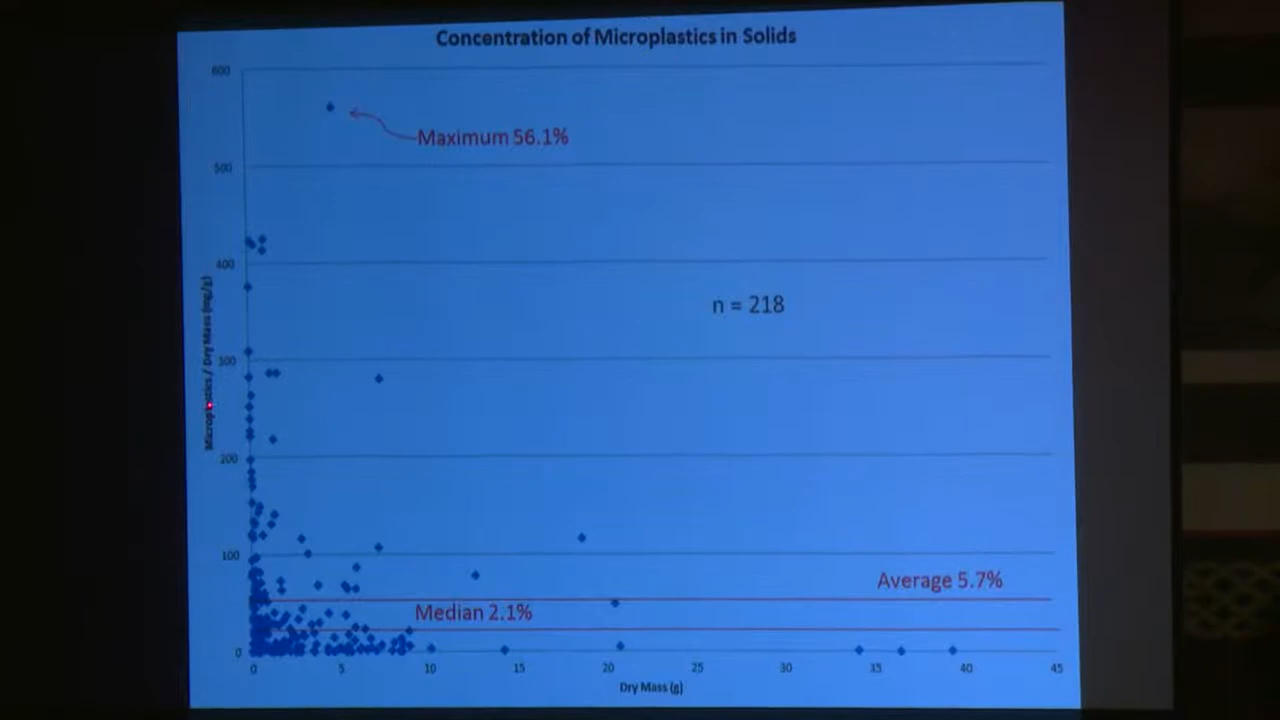 Concentration of Microplastics in Solids
600
Maximum 56.1%
500
400
Microplastics / Dry Mass (mg/g)
n = 218
300
200
100
Average 5.7%
Median 2.1%
0
0 5 10 15 20 25 30 35 40 45
Dry Mass (g)